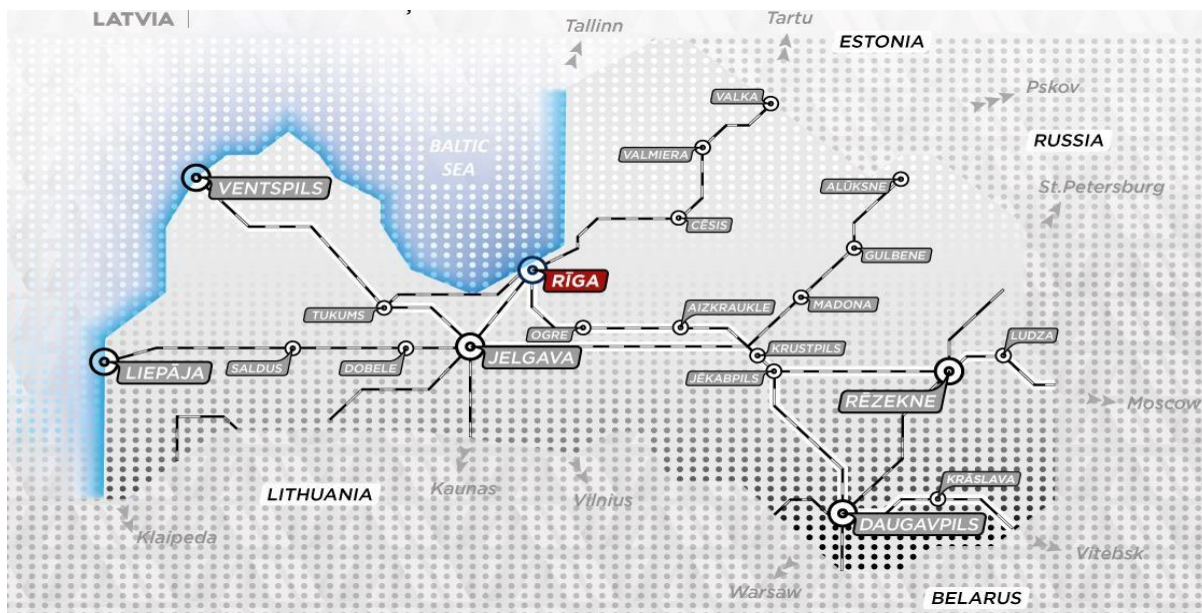 LATVIA
Tallinn
Tartu
ESTONIA
Pskov
RUSSIA
St.Petersburg
VALKA
VALMIERA
BALTIC
SEA
VENTSPILS
ALŪKSNE
CĒSIS
GULBENE
RĪGA
MADONA
TUKUMS
AIZKRAUKLE
OGRE
LUDZA
JELGAVA
KRUSTPILS
LIEPĀJA
SALDUS
DOBELE
JĒKABPILS
RĒZEKNE
Moscow
LITHUANIA
Kaunas
Vilnius
KRĀSLAVA
Klaipeda
DAUGAVPILS
Vitebsk
Warsaw
BELARUS